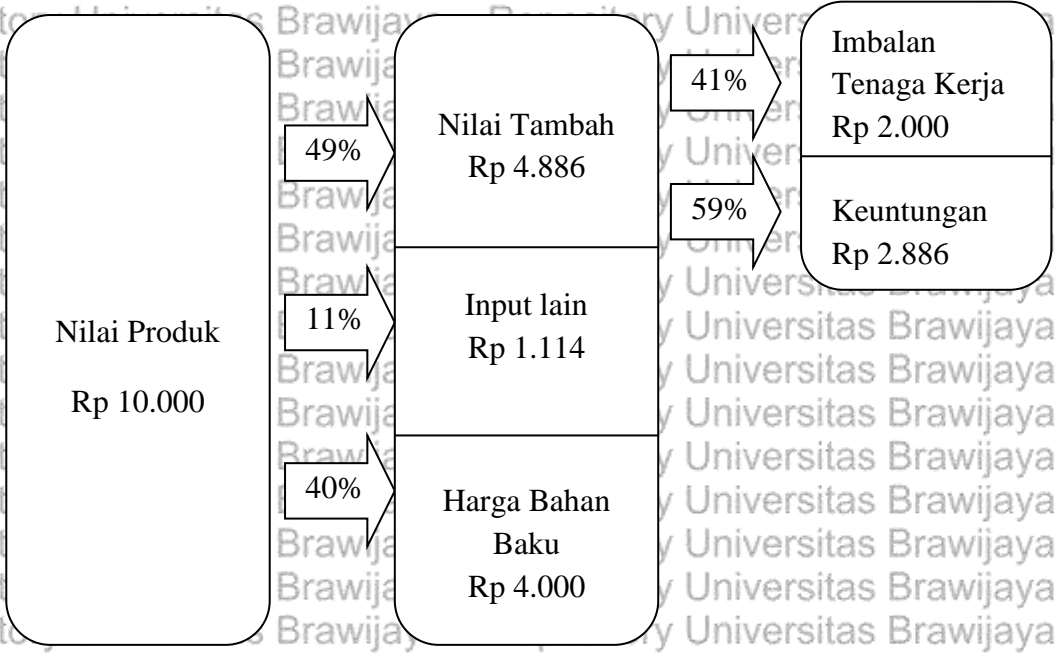 Nilai Produk
Rp 10.000
49%
11%
40%
Nilai Tambah
Rp 4.886
Input lain
Rp 1.114
Harga Bahan
Baku
Rp 4.000
41%
59%
Imbalan
Tenaga Kerja
Rp 2.000
Keuntungan
Rp 2.886
Universitas Brawijaya
Universitas Brawijaya
Universitas Brawijaya
Universitas Brawijaya
Universitas Brawijaya
Universitas Brawijaya
Universitas Brawijaya
Universitas Brawijaya